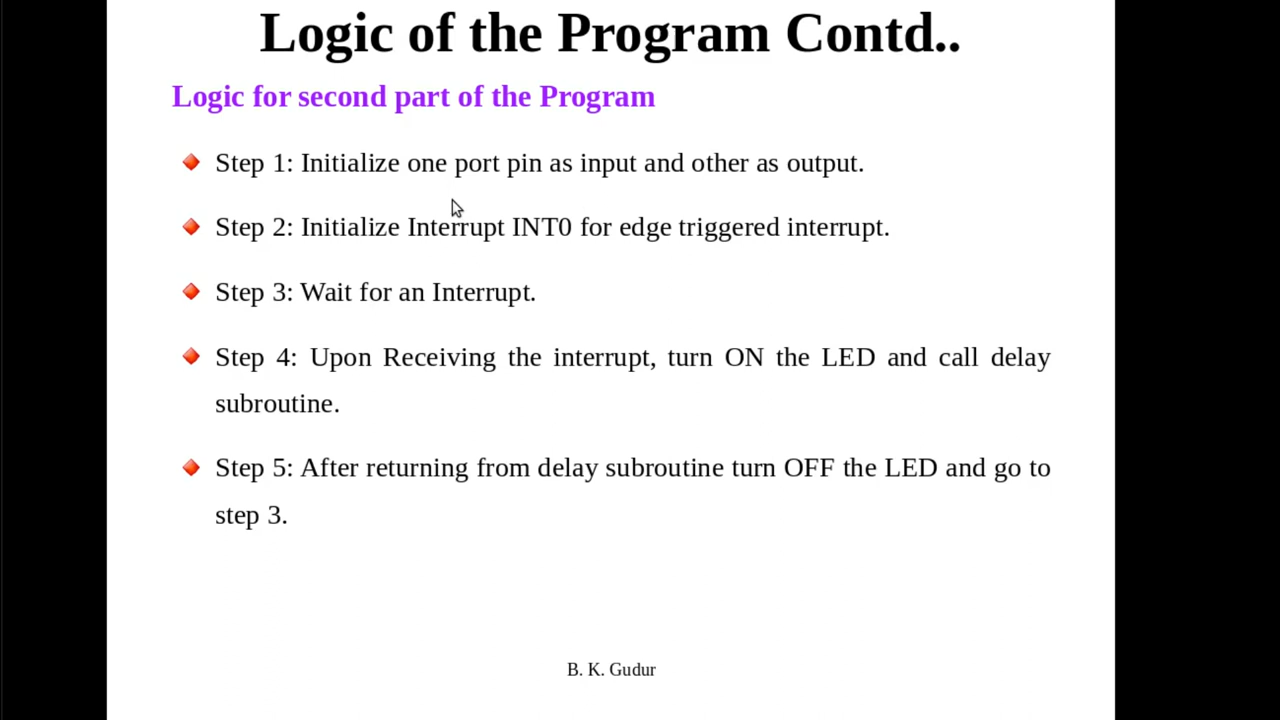 Logic of the Program Contd..
Logic for second part of the Program
Step 1: Initialize one port pin as input and other as output.
Step 2: Initialize Interrupt INT0 for edge triggered interrupt.
Step 3: Wait for an Interrupt.
Step 4: Upon Receiving the interrupt, turn ON the LED and call delay
subroutine.
Step 5: After returning from delay subroutine turn OFF the LED and go to
step 3.
B. K. Gudur